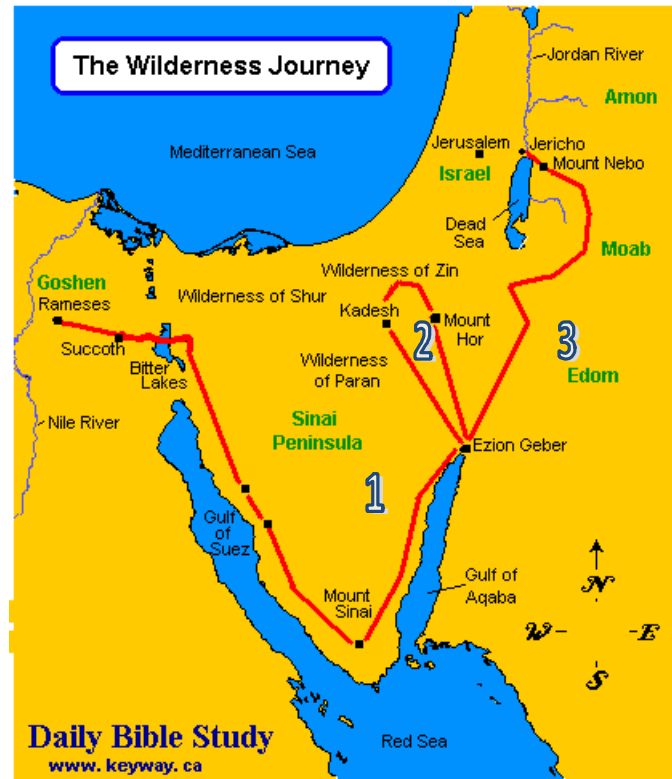 The Wilderness Journey
Jordan River
Amon
Mediterranean Sea
Jerusalem
Jericho
Mount Nebo
Israel
Dead
Sea
Moab
Goshen
Rameses
Wilderness of Zin
Wilderness of Shur
Kadesh
Mount
Hor
2
3
Succoth
Bitter
Lakes
Wilderness
of Paran
Edom
Nile River
Sinai
Peninsula
Ezion Geber
1
Gulf
of
Suez
Mount
Sinai
Gulf of
Aqaba
N
W
E
S
Red Sea
Daily Bible Study
www.keyway.ca